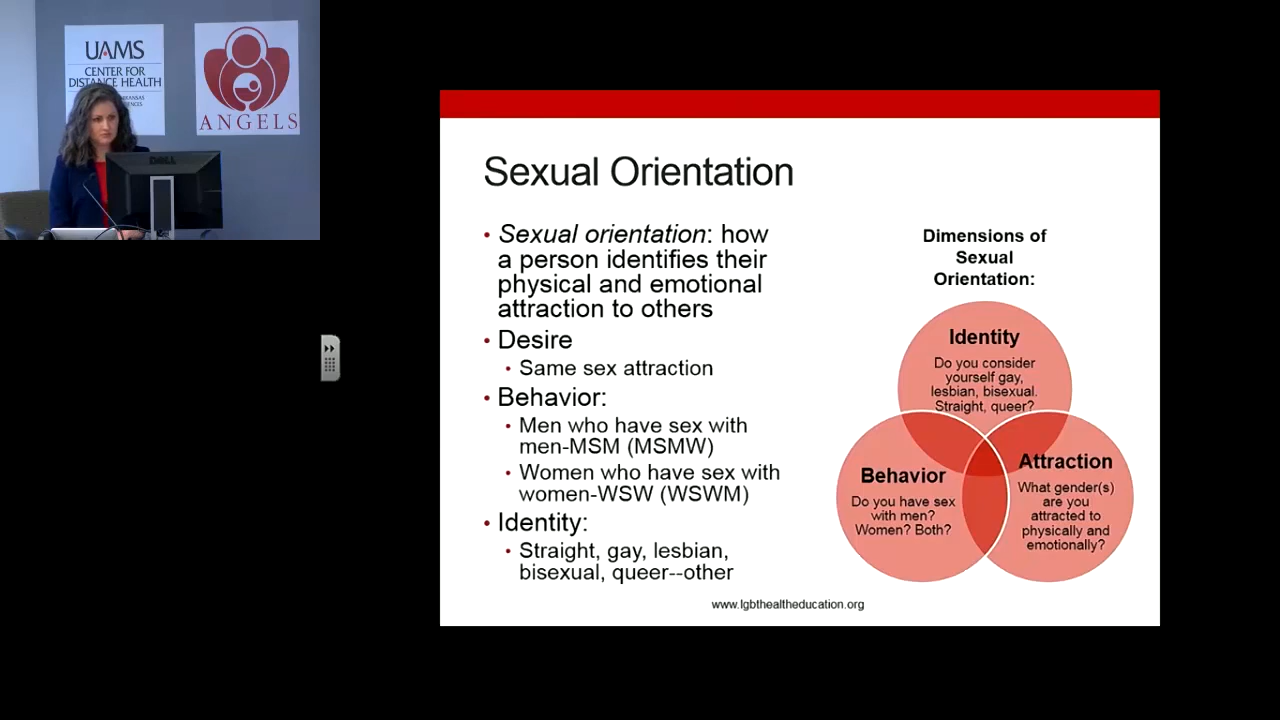 UAMS
CENTER FOR
DISTANCE HEALTH
ANGELS
DELL
Sexual Orientation
• Sexual orientation: how
a person identifies their
physical and emotional
attraction to others
• Desire
• Same sex attraction
• Behavior:
• Men who have sex with
men-MSM (MSMW)
• Women who have sex with
women-WSW (WSWM)
• Identity:
• Straight, gay, lesbian,
bisexual, queer--other
Dimensions of
Sexual
Orientation:
Identity
Do you consider
yourself gay,
lesbian, bisexual.
Straight, queer?
Behavior
Do you have sex
with men?
Women? Both?
Attraction
What gender(s)
are you
attracted to
physically and
emotionally?
www.lgbthealtheducation.org